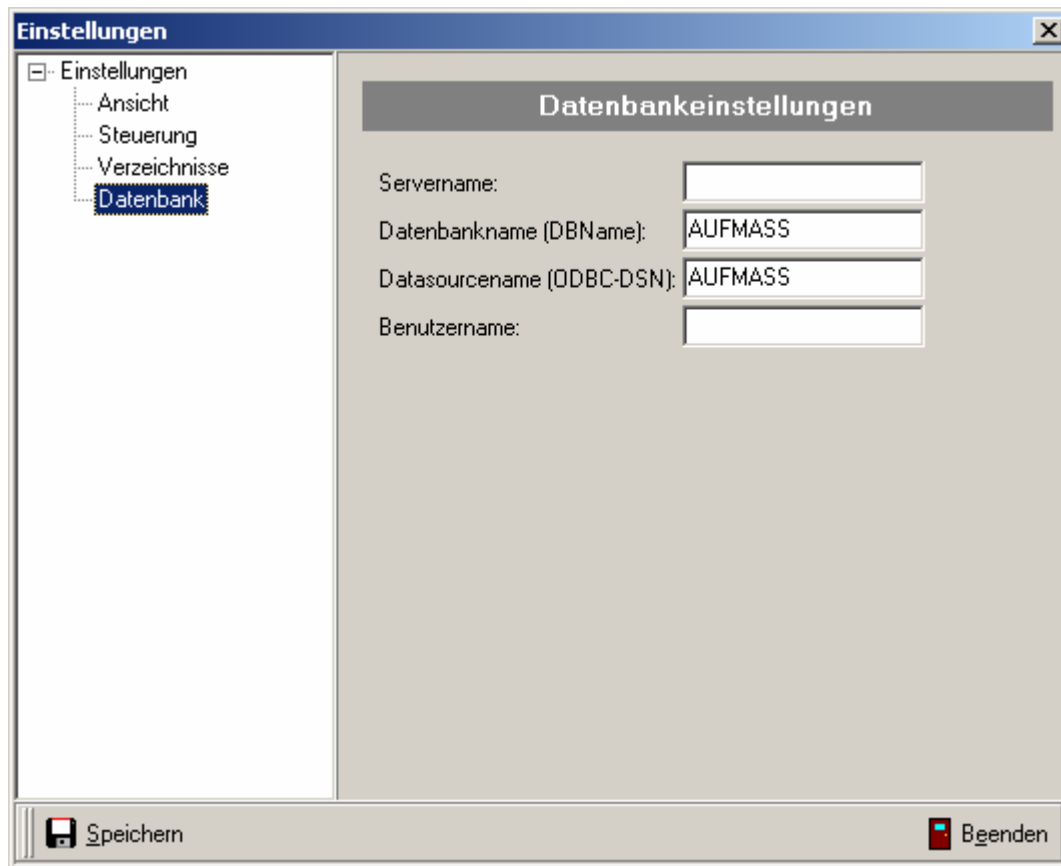 Einstellungen
Einstellungen
Ansicht
Steuerung
Verzeichnisse
Datenbank
Datenbankeinstellungen
Servername:
Datenbankname (DBName): AUFMASS
Datasourcename (ODBC-DSN): AUFMASS
Benutzername:
Speichern
Beenden